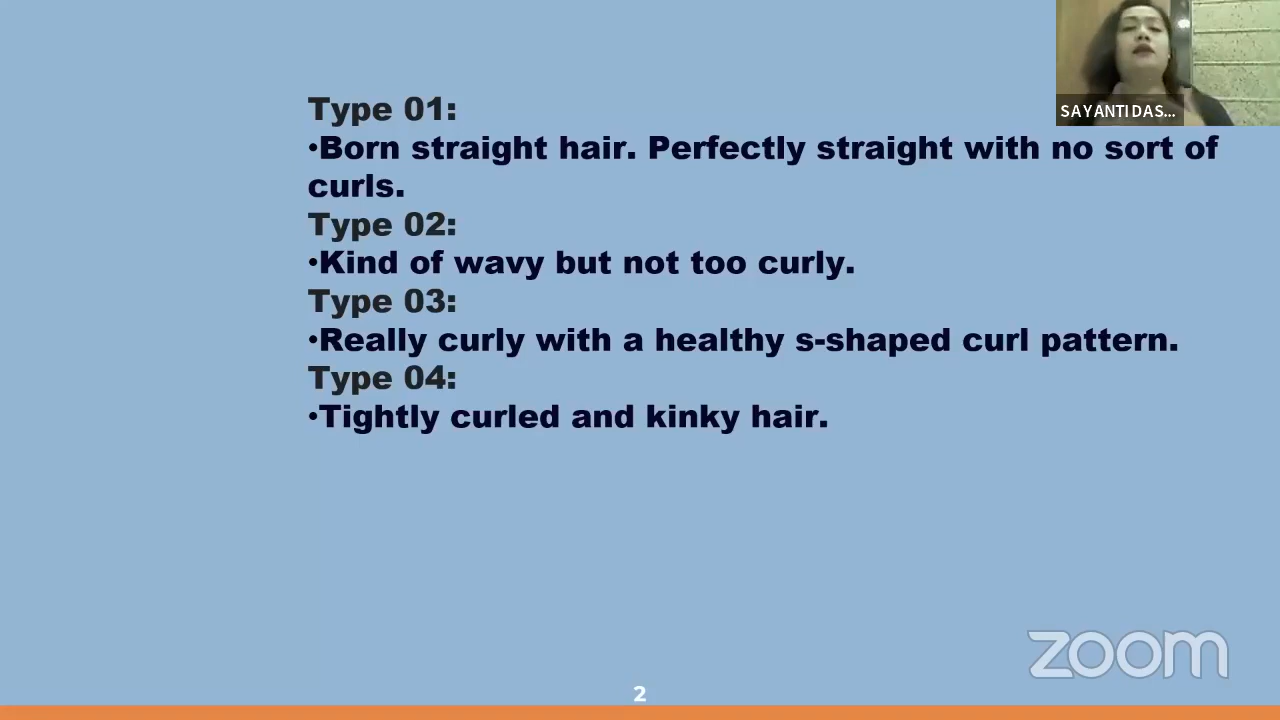 SAYANTI DAS...
Type 01:
•Born straight hair. Perfectly straight with no sort of
curls.
Type 02:
•Kind of wavy but not too curly.
Type 03:
•Really curly with a healthy s-shaped curl pattern.
Type 04:
•Tightly curled and kinky hair.
zoom
2